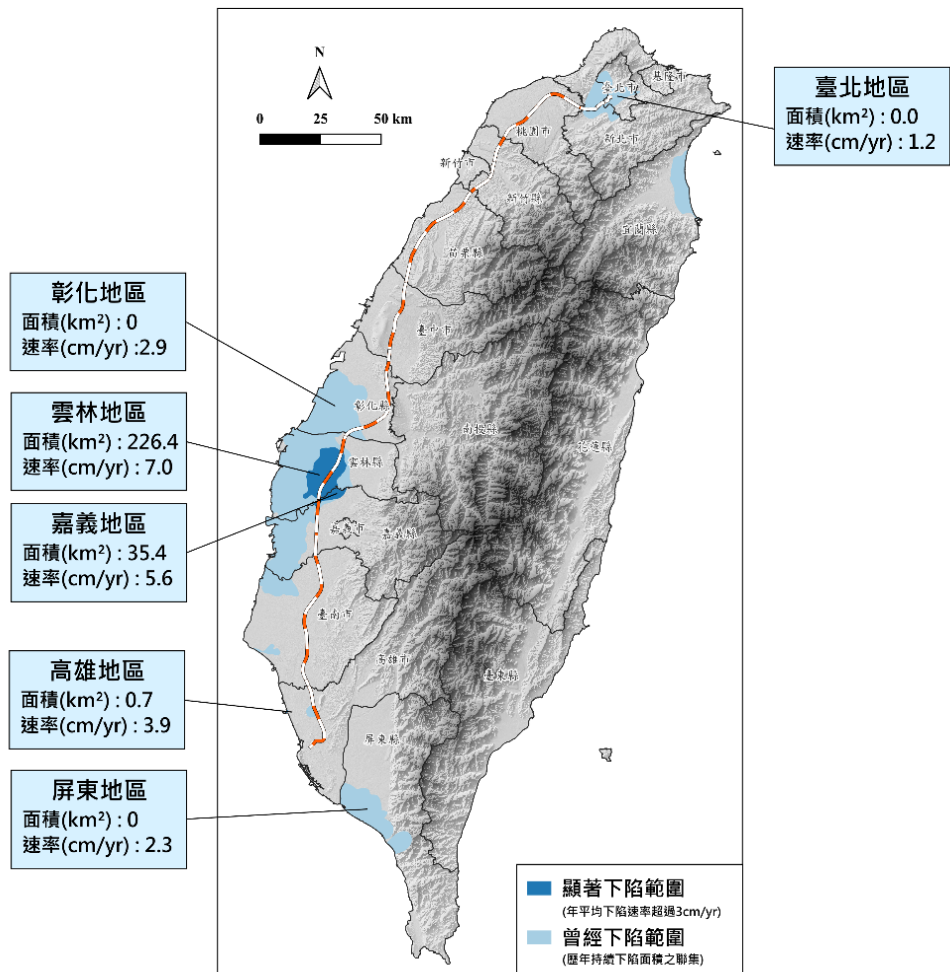 N
0
25
50 km
臺北地區
面積(km²) : 0.0
速率(cm/yr) : 1.2
彰化地區
面積(km²) : 0
速率(cm/yr) :2.9
雲林地區
面積(km²) : 226.4
速率(cm/yr) : 7.0
嘉義地區
面積(km²) : 35.4
速率(cm/yr) : 5.6
高雄地區
面積(km²) : 0.7
速率(cm/yr) : 3.9
屏東地區
面積(km²) : 0
速率(cm/yr) : 2.3
基隆市
臺北市
桃園市
新北市
新竹市
新竹縣
宜蘭縣
苗栗縣
臺中市
彰化縣
南投縣
花蓮縣
雲林縣
嘉義市
嘉義縣
臺南市
高雄市
臺東縣
屏東縣
顯著下陷範圍
(年平均下陷速率超過3cm/yr)
曾經下陷範圍
(歷年持續下陷面積之聯集)